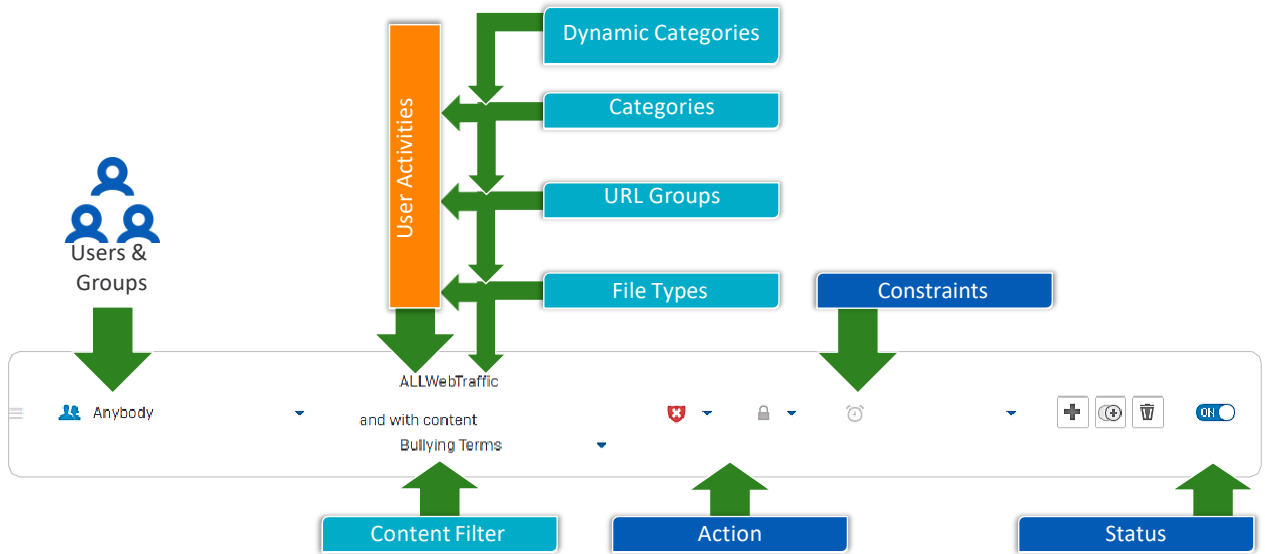 Dynamic Categories
Categories
URL Groups
File Types
User Activities
Users &
Groups
Constraints
Anybody
ALLWebTraffic
and with content
Bullying Terms
ON
Content Filter
Action
Status